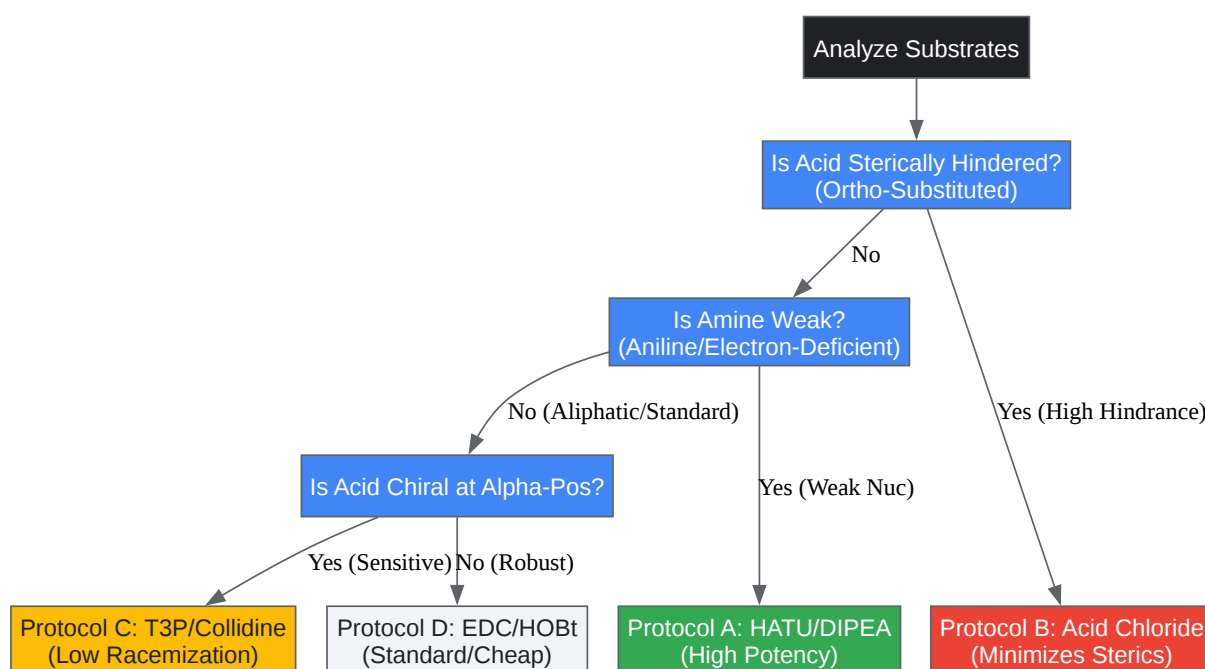 Analyze Substrates
Is Acid Sterically Hindered?
(Ortho-Substituted)
No
Is Amine Weak?
(Aniline/Electron-Deficient)
No (Aliphatic/Standard)
Yes (High Hindrance)
Is Acid Chiral at Alpha-Pos?
Yes (Weak Nuc)
Yes (Sensitive)
No (Robust)
Protocol C: T3P/Collidine
(Low Racemization)
Protocol D: EDC/HOBt
(Standard/Cheap)
Protocol A: HATU/DIPEA
(High Potency)
Protocol B: Acid Chloride
(Minimizes Sterics)